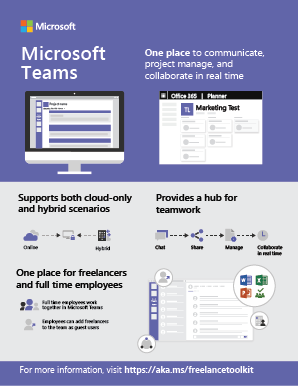 Microsoft
Microsoft
Teams
One place to communicate,
project manage, and
collaborate in real time
Project name
Office 365 | Planner
TL
Marketing Test
Supports both cloud-only
and hybrid scenarios
Online
Hybrid
Provides a hub for
teamwork
Chat
Share
Manage
Collaborate
in real time
One place for freelancers
and full time employees
Full time employees work
together in Microsoft Teams
Employees can add freelancers
to the team as guest users
For more information, visit https://aka.ms/freelancetoolkit